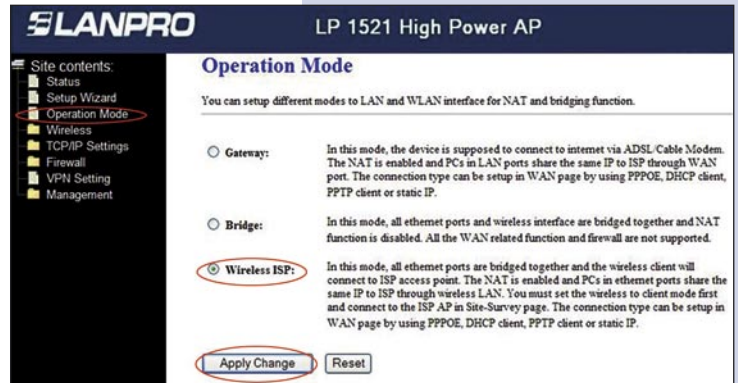 LANPRO
LP 1521 High Power AP
Site contents:
Status
Setup Wizard
Operation Mode
Wireless
TCP/IP Settings
Firewall
VPN Setting
Management
Operation Mode
You can setup different modes to LAN and WLAN interface for NAT and bridging function.
Gateway:
In this mode, the device is supposed to connect to internet via ADSL/Cable Modem.
The NAT is enabled and PCs in LAN ports share the same IP to ISP through WAN
port. The connection type can be setup in WAN page by using PPPOE, DHCP client,
PPTP client or static IP.
Bridge:
In this mode, all ethernet ports and wireless interface are bridged together and NAT
function is disabled. All the WAN related function and firewall are not supported.
Wireless ISP:
In this mode, all ethernet ports are bridged together and the wireless client will
connect to ISP access point. The NAT is enabled and PCs in ethernet ports share the
same IP to ISP through wireless LAN. You must set the wireless to client mode first
and connect to the ISP AP in Site-Survey page. The connection type can be setup in
WAN page by using PPPOE, DHCP client, PPTP client or static IP.
Apply Change
Reset